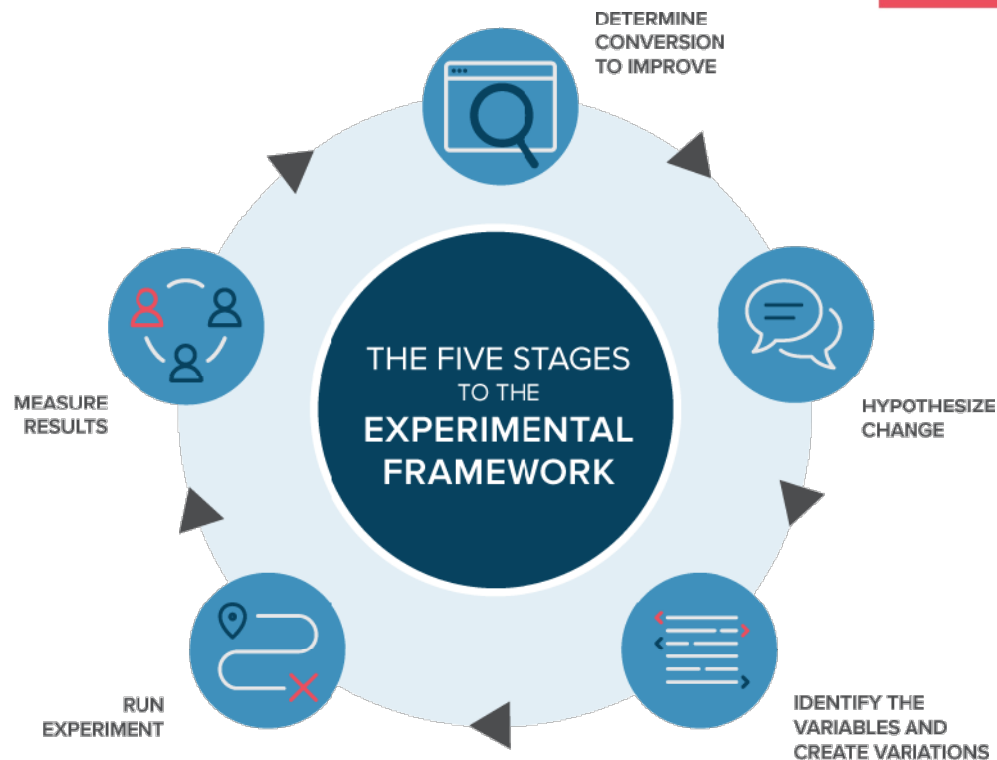 DETERMINE
CONVERSION
TO IMPROVE
HYPOTHESIZE
CHANGE
IDENTIFY THE
VARIABLES AND
CREATE VARIATIONS
RUN
EXPERIMENT
MEASURE
RESULTS
THE FIVE STAGES
TO THE
EXPERIMENTAL
FRAMEWORK